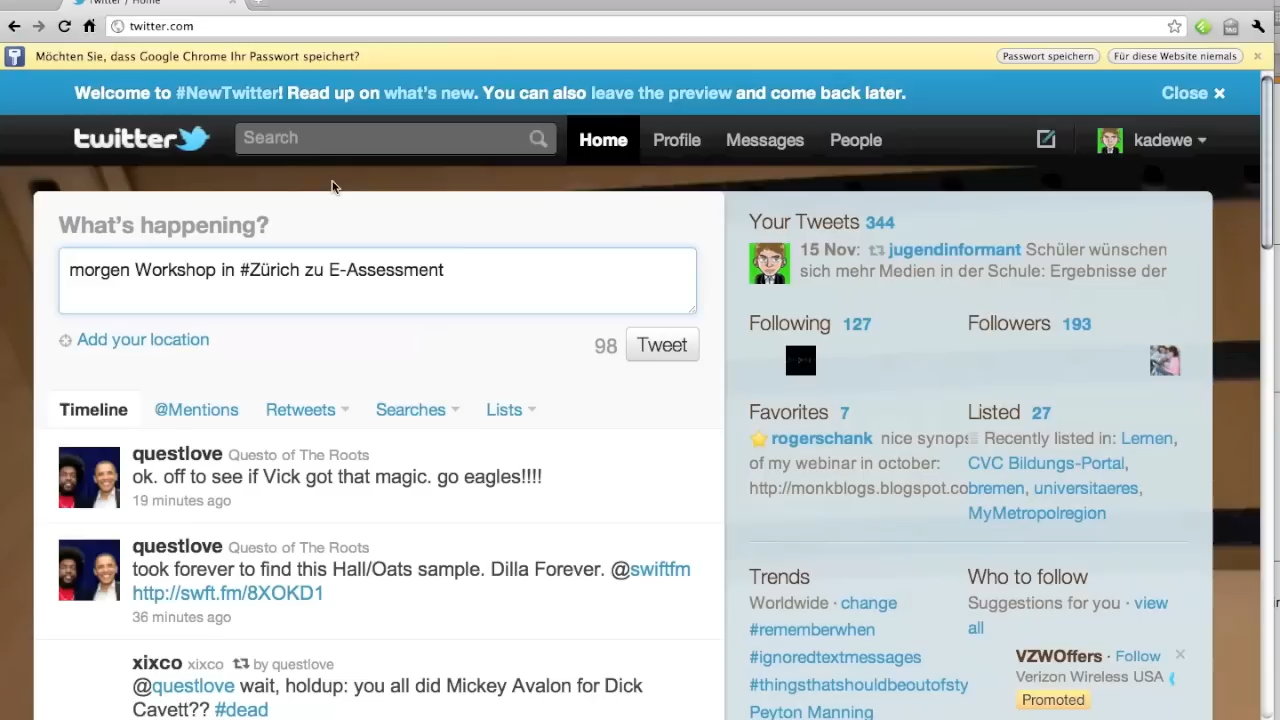 Twitter / Home
twitter.com
Möchten Sie, dass Google Chrome Ihr Passwort speichert?
Passwort speichern
Für diese Website niemals
Welcome to #NewTwitter! Read up on what's new. You can also leave the preview and come back later.
Close ×
twitter
Search
Home
Profile
Messages
People
kadewe
What's happening?
morgen Workshop in #Zürich zu E-Assessment
Add your location
98
Tweet
Timeline
@Mentions
Retweets
Searches
Lists
questlove Questo of The Roots
ok. off to see if Vick got that magic. go eagles!!!!
19 minutes ago
questlove Questo of The Roots
took forever to find this Hall/Oats sample. Dilla Forever. @swiftfm
http://swft.fm/8XOKD1
36 minutes ago
xixco xixco by questlove
@questlove wait, holdup: you all did Mickey Avalon for Dick
Cavett?? #dead
Your Tweets 344
15 Nov: jugendinformant Schüler wünschen
sich mehr Medien in der Schule: Ergebnisse der
Following 127
Followers 193
Favorites 7
rogerschank nice synops
of my webinar in october:
http://monkblogs.blogspot.co
Listed 27
Recently listed in: Lernen,
CVC Bildungs-Portal,
bremen, universitaeres,
MyMetropolregion
Trends
Worldwide · change
#rememberwhen
#ignoredtextmessages
#thingsthatshouldbeoutofsty
Peyton Manning
Who to follow
Suggestions for you · view
all
VZWOffers · Follow
Verizon Wireless USA
Promoted